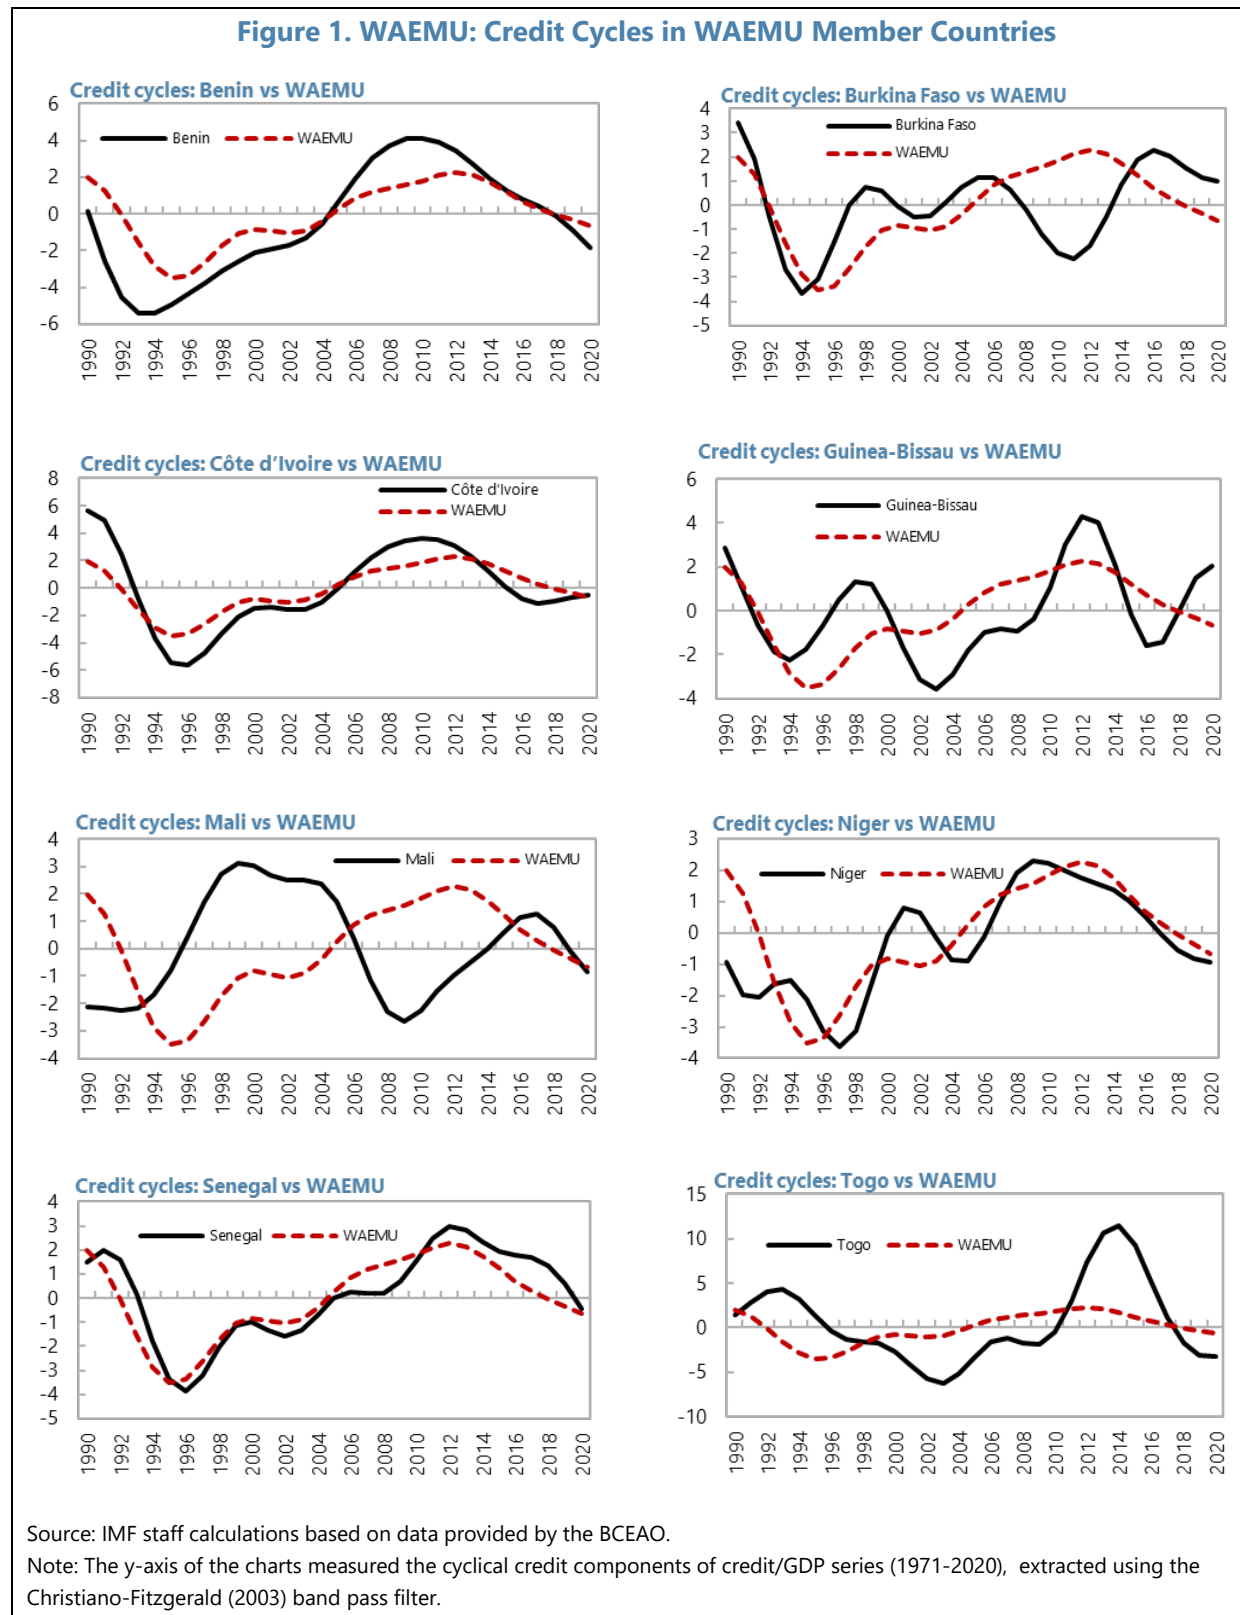 Figure 1. WAEMU: Credit Cycles in WAEMU Member Countries
Credit cycles: Benin vs WAEMU
Benin WAEMU
6
4
2
0
-2
-4
-6
1990 1992 1994 1996 1998 2000 2002 2004 2006 2008 2010 2012 2014 2016 2018 2020
Credit cycles: Burkina Faso vs WAEMU
Burkina Faso
WAEMU
4
3
2
1
0
-1
-2
-3
-4
-5
1990 1992 1994 1996 1998 2000 2002 2004 2006 2008 2010 2012 2014 2016 2018 2020
Credit cycles: Côte d'Ivoire vs WAEMU
Côte d'Ivoire
WAEMU
8
6
4
2
0
-2
-4
-6
-8
1990 1992 1994 1996 1998 2000 2002 2004 2006 2008 2010 2012 2014 2016 2018 2020
Credit cycles: Guinea-Bissau vs WAEMU
Guinea-Bissau
WAEMU
6
4
2
0
-2
-4
1990 1992 1994 1996 1998 2000 2002 2004 2006 2008 2010 2012 2014 2016 2018 2020
Credit cycles: Mali vs WAEMU
Mali WAEMU
4
3
2
1
0
-1
-2
-3
-4
1990 1992 1994 1996 1998 2000 2002 2004 2006 2008 2010 2012 2014 2016 2018 2020
Credit cycles: Niger vs WAEMU
Niger WAEMU
3
2
1
0
-1
-2
-3
-4
1990 1992 1994 1996 1998 2000 2002 2004 2006 2008 2010 2012 2014 2016 2018 2020
Credit cycles: Senegal vs WAEMU
Senegal WAEMU
4
3
2
1
0
-1
-2
-3
-4
-5
1990 1992 1994 1996 1998 2000 2002 2004 2006 2008 2010 2012 2014 2016 2018 2020
Credit cycles: Togo vs WAEMU
Togo WAEMU
15
10
5
0
-5
-10
1990 1992 1994 1996 1998 2000 2002 2004 2006 2008 2010 2012 2014 2016 2018 2020
Source: IMF staff calculations based on data provided by the BCEAO.
Note: The y-axis of the charts measured the cyclical credit components of credit/GDP series (1971-2020), extracted using the
Christiano-Fitzgerald (2003) band pass filter.